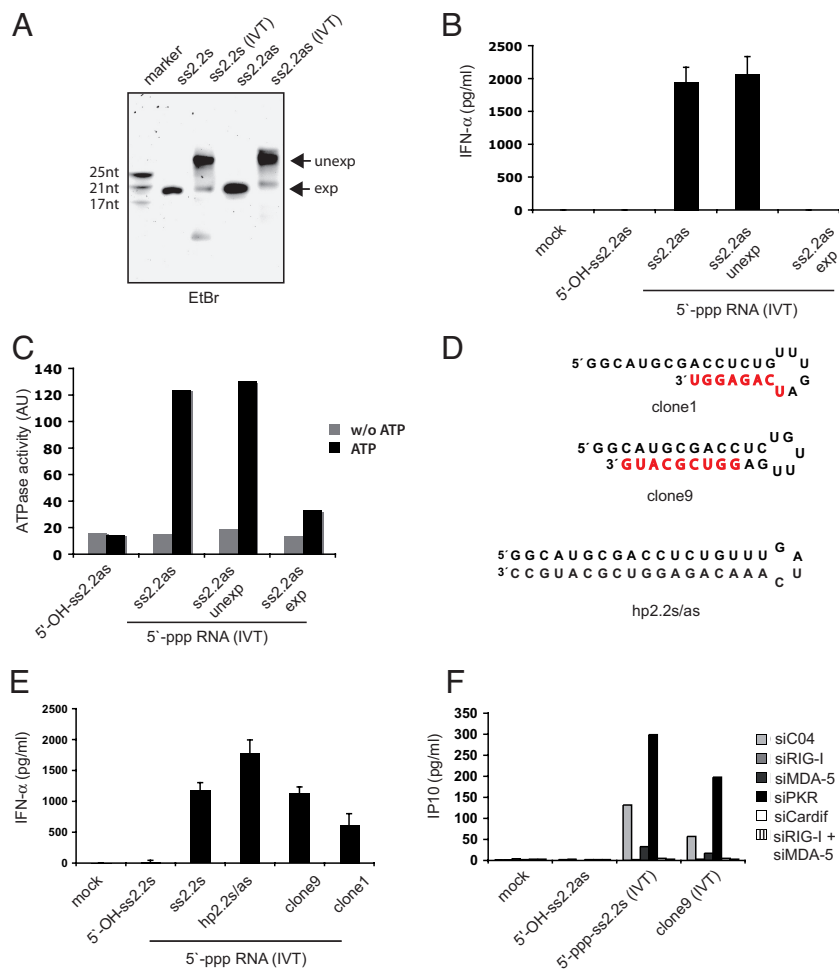 A
marker
ss2.2s
ss2.2s (IVT)
ss2.2as
ss2.2as (IVT)
25nt
21nt
17nt
unexp
exp
EtBr
B
IFN-α (pg/ml)
2500
2000
1500
1000
500
0
mock
5'-OH-ss2.2as
ss2.2as
ss2.2as unexp
ss2.2as exp
5`-ppp RNA (IVT)
C
ATPase activity (AU)
140
120
100
80
60
40
20
0
w/o ATP
ATP
5'-OH-ss2.2as
ss2.2as
ss2.2as unexp
ss2.2as exp
5`-ppp RNA (IVT)
D
5´GGCAUGCGACCUCUGUUU
GA
3´UGGAGACU
clone1
5´GGCAUGCGACCUCUGU
UU
3´GUACGCUGGAG
clone9
5´GGCAUGCGACCUCUGUUUGA
3´CCGUACGCUGGAGACAAACU
hp2.2s/as
E
IFN-α (pg/ml)
2500
2000
1500
1000
500
0
mock
5'-OH-ss2.2s
ss2.2s
hp2.2s/as
clone9
clone1
5`-ppp RNA (IVT)
F
IP10 (pg/ml)
350
300
250
200
150
100
50
0
mock
5'-OH-ss2.2as
5'-ppp-ss2.2s (IVT)
clone9 (IVT)
siC04
siRIG-I
siMDA-5
siPKR
siCardif
siRIG-I +
siMDA-5